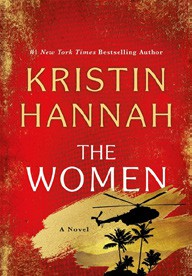 #1 New York Times Bestselling Author
KRISTIN
HANNAH
THE
WOMEN
A Novel